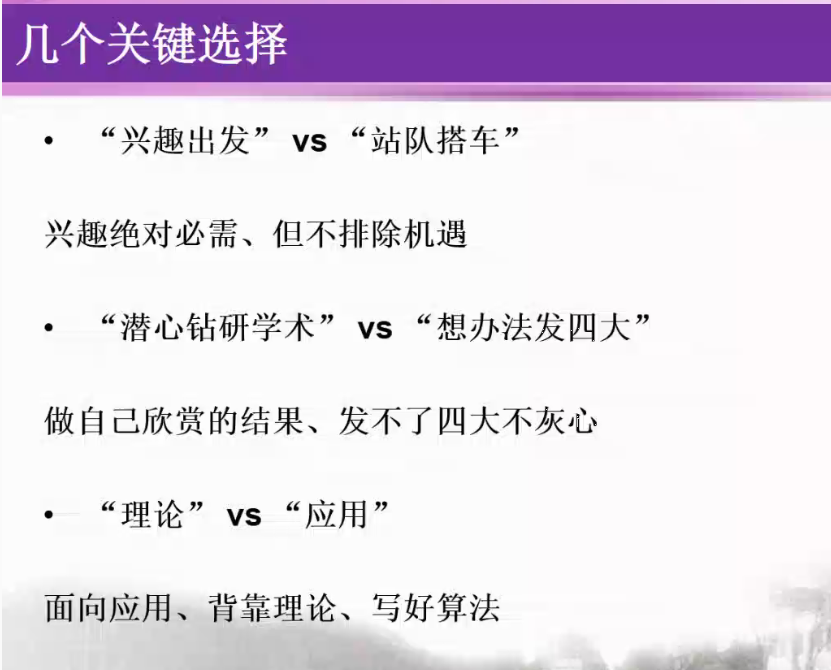 几个关键选择
• “兴趣出发” vs “站队搭车”
兴趣绝对必需、但不排除机遇
• “潜心钻研学术” vs “想办法发四大”
做自己欣赏的结果、发不了四大不灰心
• “理论” vs “应用”
面向应用、背靠理论、写好算法